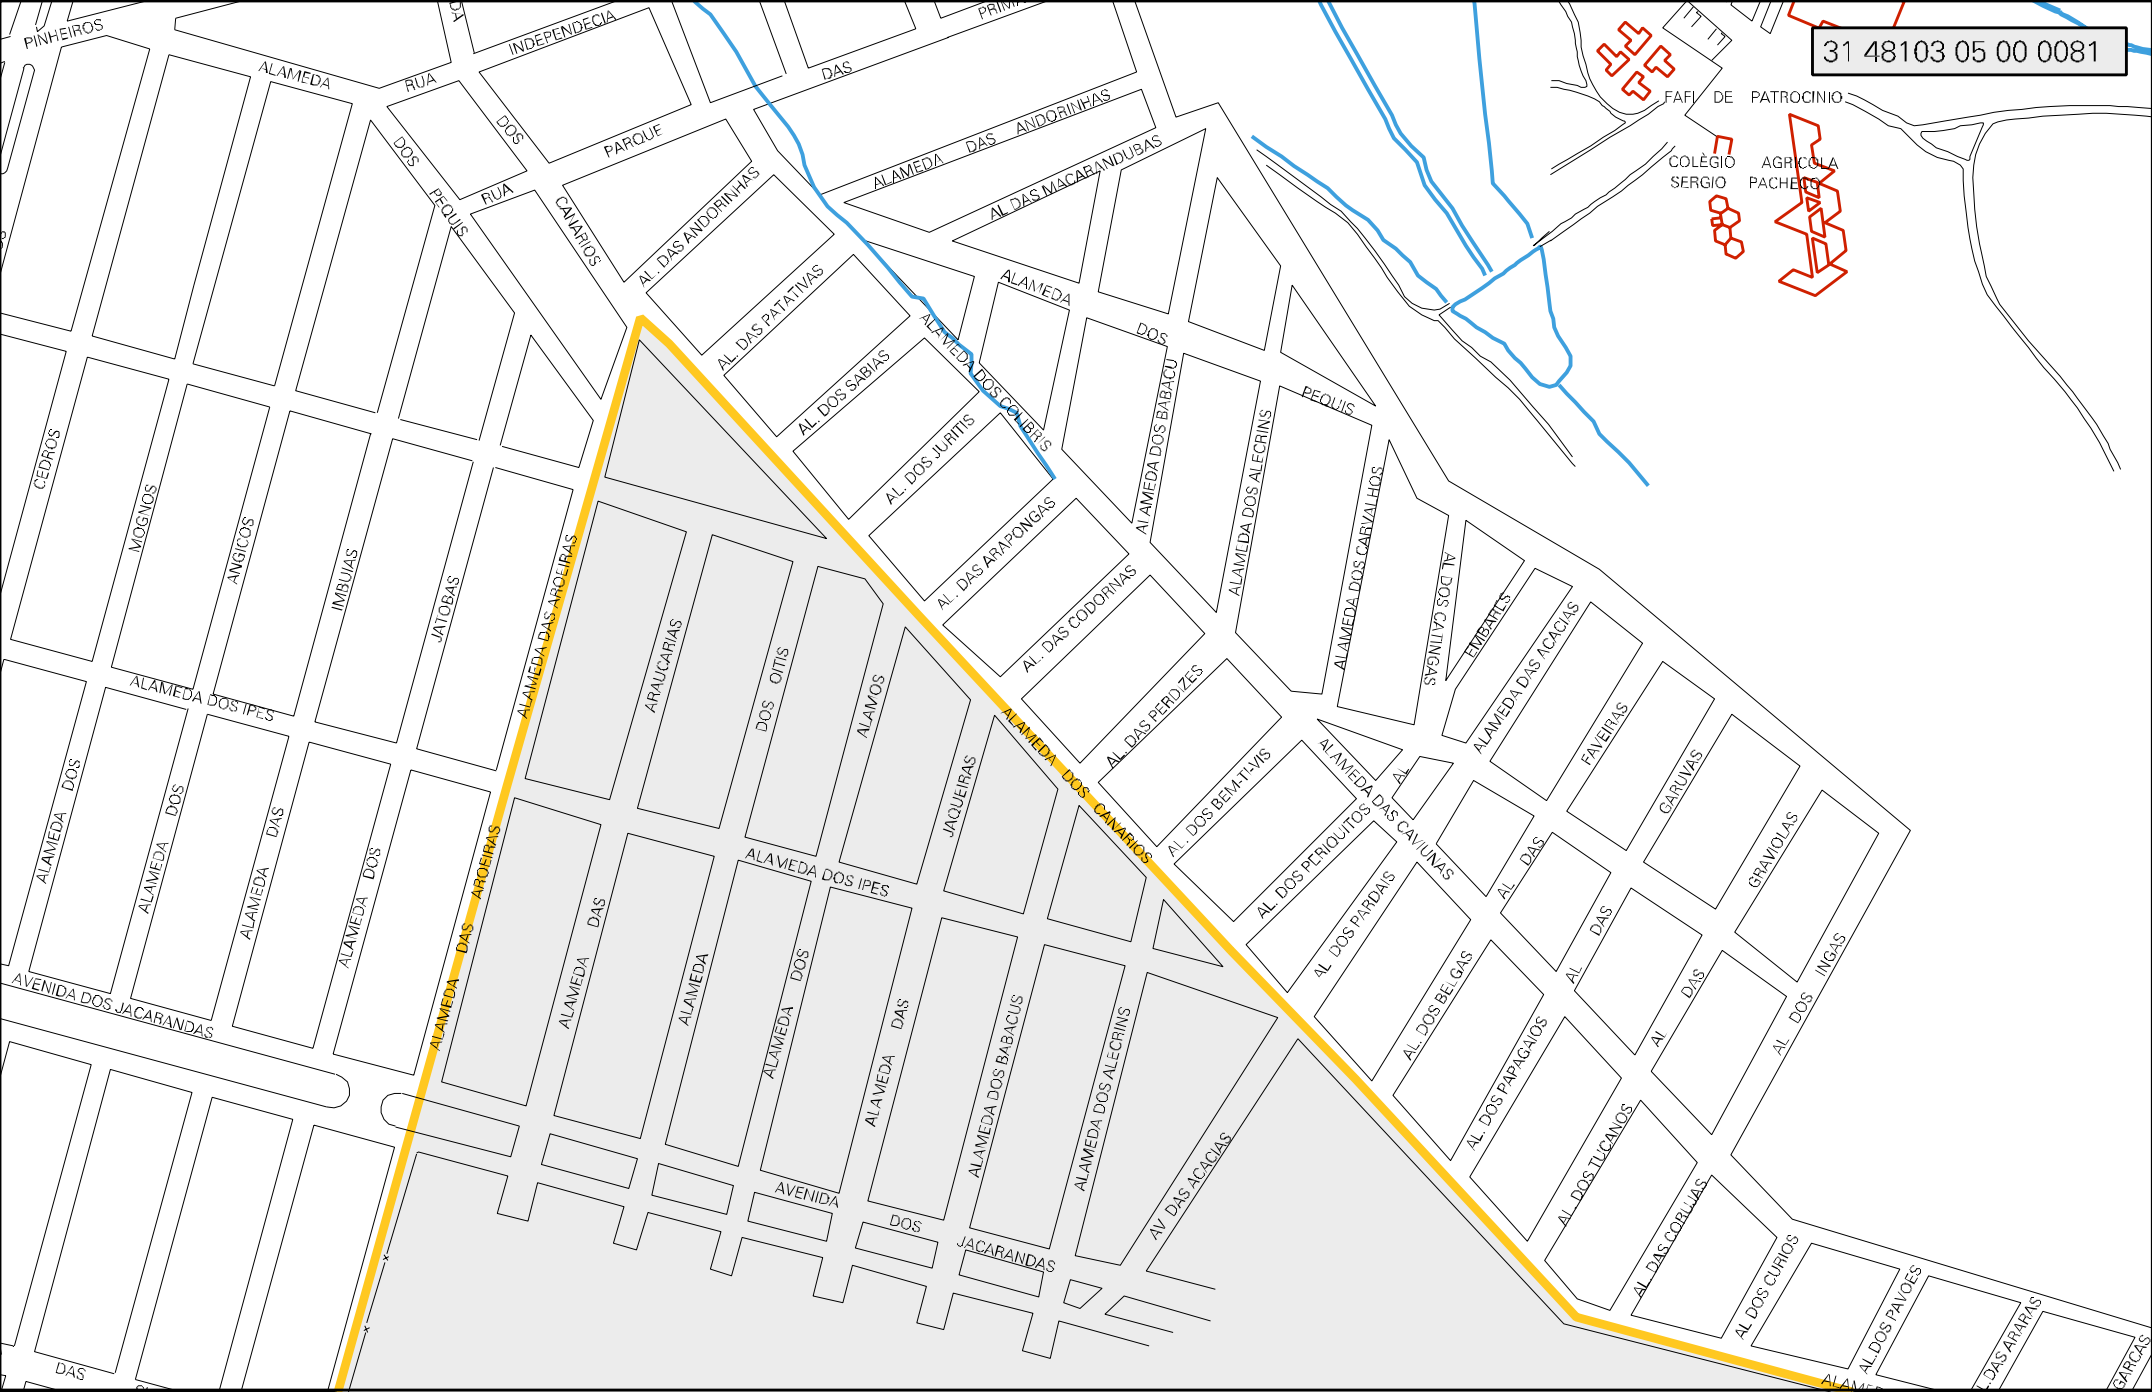 PINHEIROS
DA
INDEPENDECIA
ALAMEDA
RUA
DAS
31 48103 05 00 0081
FAFI DE PATROCINIO
COLÈGIO AGRICOLA
SERGIO PACHECO
DOS
PARQUE
ALAMEDA DAS ANDORINHAS
AL DAS MACARANDUBAS
DOS PEQUIS
RUA
CANARIOS
AL. DAS ANDORINHAS
AL. DAS PATATIVAS
AL. DOS SABIAS
AL. DOS JURITIS
AL. DAS ARAPONGAS
AL. DAS CODORNAS
AL. DAS PERDIZES
AL. DOS BEM-TI-VIS
AL. DOS PERIQUITOS
AL DOS PARDAIS
AL. DOS BELGAS
AL. DOS PAPAGAIOS
AL. DOS TUCANOS
AL. DAS CORUJAS
AL DOS CURIOS
AL.DOS PAVOES
DAS ARARAS
GARCAS
ALAMEDA DOS COLIBRIS
ALAMEDA DOS PEQUIS
ALAMEDA DOS BABACU
ALAMEDA DOS ALECRINS
ALAMEDA DOS CARVALHOS
AL DOS CATINGAS
ALAMEDA DAS ACACIAS
ALAMEDA DAS CAVIUNAS
AL
FAVEIRAS
AL DAS
GARUVAS
AL DAS
GRAVIOLAS
DAS
AL DOS INGAS
CEDROS
MOGNOS
ANGICOS
IMBUIAS
JATOBAS
ALAMEDA DAS AROEIRAS
ARAUCARIAS
DOS OITIS
ALAMOS
JAQUEIRAS
ALAMEDA DOS CANARIOS
ALAMEDA DOS IPES
ALAMEDA DOS IPES
ALAMEDA DOS
ALAMEDA DOS
ALAMEDA DAS
ALAMEDA DOS
ALAMEDA DAS AROEIRAS
ALAMEDA DAS
ALAMEDA
ALAMEDA DOS
ALAMEDA DAS
ALAMEDA DOS BABACUS
ALAMEDA DOS ALECRINS
AV DAS ACACIAS
AVENIDA DOS JACARANDAS
AVENIDA DOS JACARANDAS
DAS